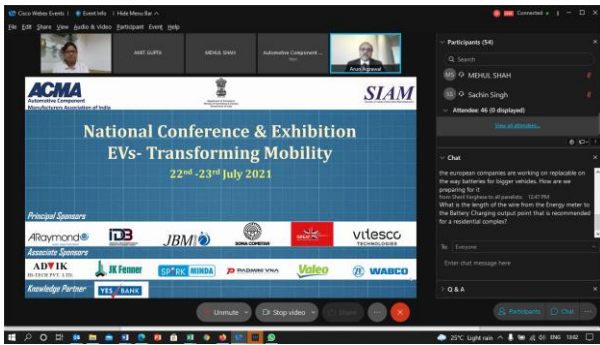 Cisco Webex Events
Event Info
Hide Menu Bar
Connected
File Edit Share View Audio & Video Participant Event Help
AMIT GUPTA
MEHUL SHAH
Automotive Component ...
Host
Arun Agrawal
ACMA
Automotive Component
Manufacturers Association of India
SIAM
National Conference & Exhibition
EVs- Transforming Mobility
22nd -23rd July 2021
Principal Sponsors
ARaymond
JBM
SONA COMSTAR
vitesco
TECHNOLOGIES
Associate Sponsors
ADVIK
HI-TECH PVT. LTD.
JK Fenner
SPARK MINDA
PADMINI VNA
Valeo
WABCO
Knowledge Partner
YES BANK
Unmute
Stop video
Share
Participants (54)
Search
MS
MEHUL SHAH
SS
Sachin Singh
Attendee: 46 (0 displayed)
View all attendees...
Chat
the european companies are working on replacable on
the way batteries for bigger vehicles. How are we
preparing for it
to all panelists: 12:47 PM
What is the length of the wire from the Energy meter to
the Battery Charging output point that is recommended
for a residential complex?
To: Everyone
Enter chat message here
Q & A
Participants
Chat
25°C Light rain
ENG
1302